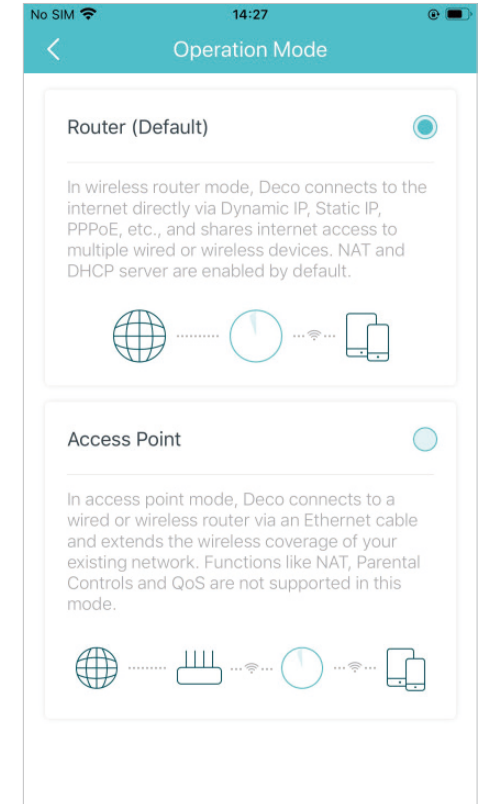 No SIM 14:27
Operation Mode
Router (Default)
In wireless router mode, Deco connects to the
internet directly via Dynamic IP, Static IP,
PPPoE, etc., and shares internet access to
multiple wired or wireless devices. NAT and
DHCP server are enabled by default.
Access Point
In access point mode, Deco connects to a
wired or wireless router via an Ethernet cable
and extends the wireless coverage of your
existing network. Functions like NAT, Parental
Controls and QoS are not supported in this
mode.